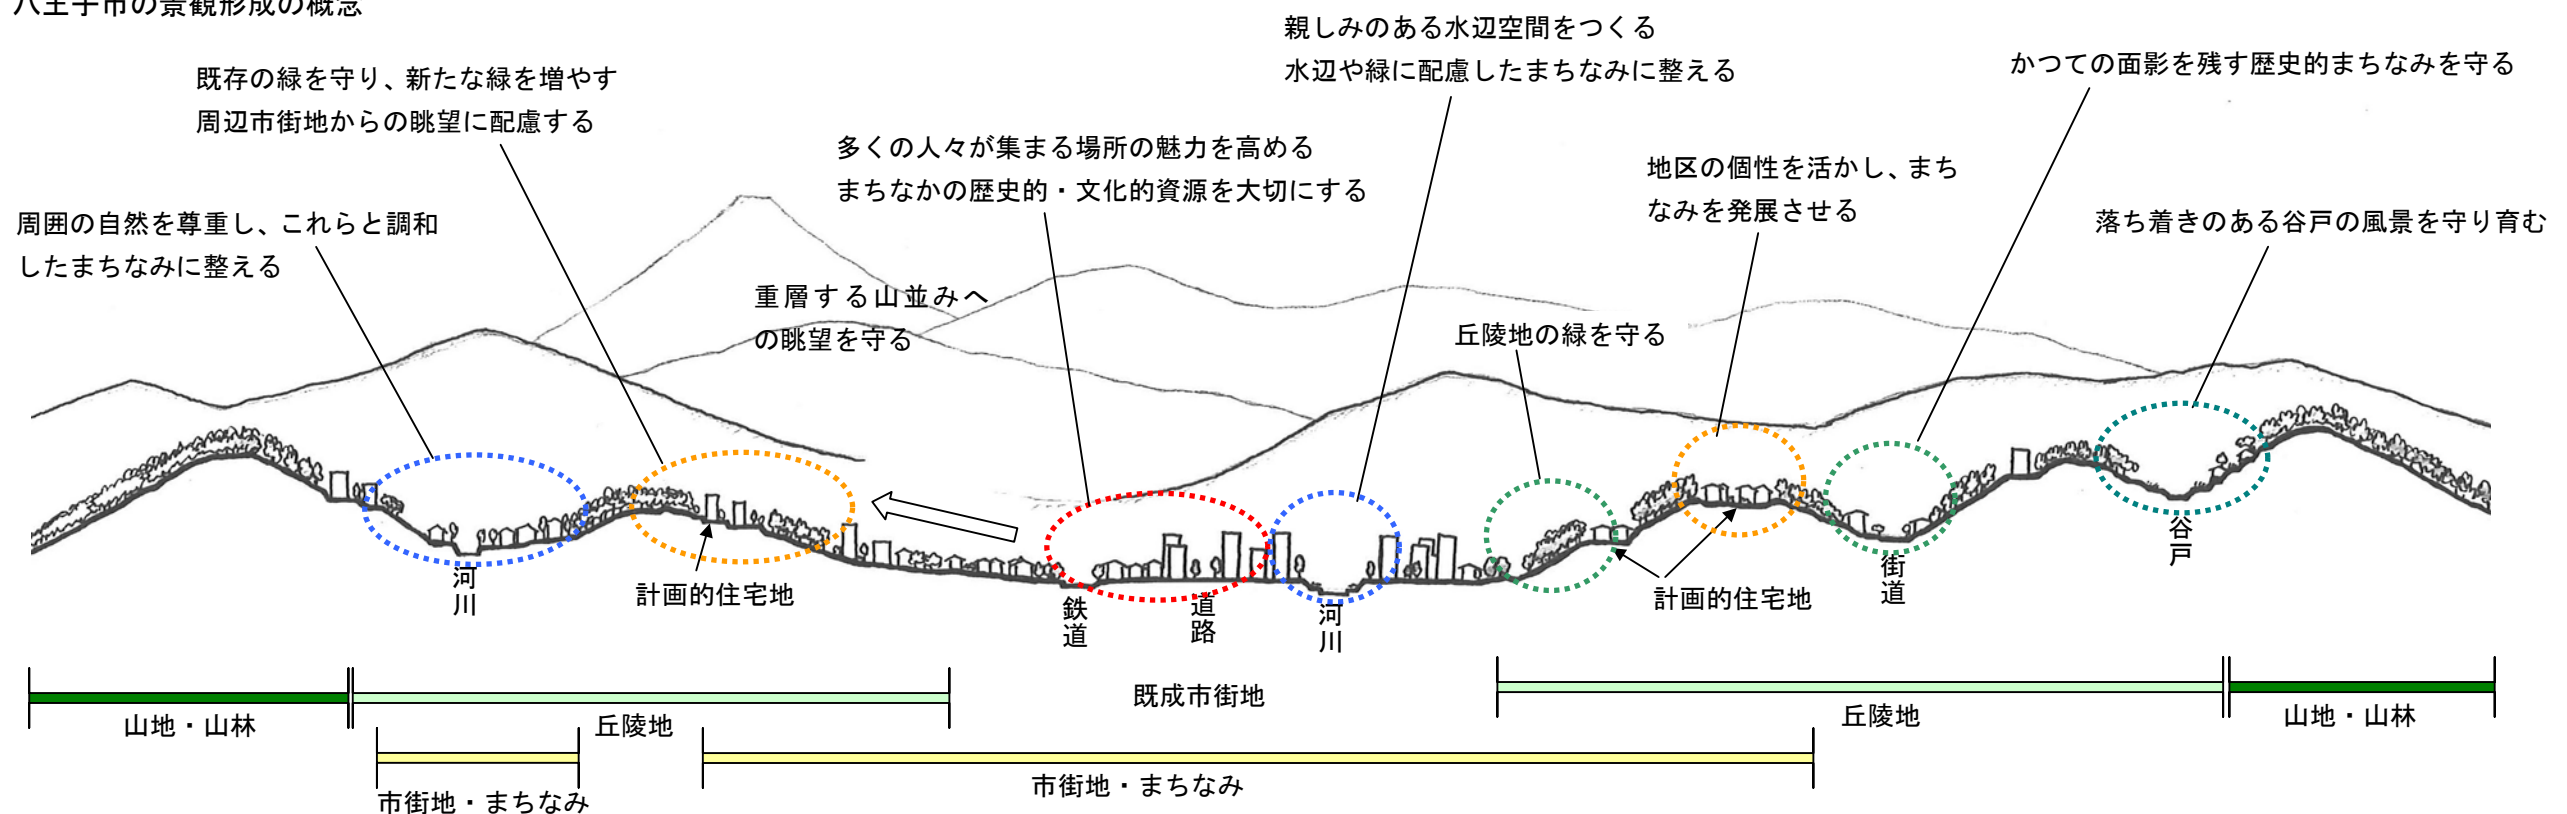 八王子市の景観形成の概念
親しみのある水辺空間をつくる
水辺や緑に配慮したまちなみに整える
かつての面影を残す歴史的まちなみを守る
既存の緑を守り、新たな緑を増やす
周辺市街地からの眺望に配慮する
多くの人々が集まる場所の魅力を高める
まちなかの歴史的・文化的資源を大切にする
地区の個性を活かし、まち
なみを発展させる
周囲の自然を尊重し、これらと調和
したまちなみに整える
落ち着きのある谷戸の風景を守り育む
重層する山並みへ
の眺望を守る
丘陵地の緑を守る
河川
計画的住宅地
鉄道
道路
河川
計画的住宅地
街道
谷戸
山地・山林
丘陵地
既成市街地
丘陵地
山地・山林
市街地・まちなみ
市街地・まちなみ